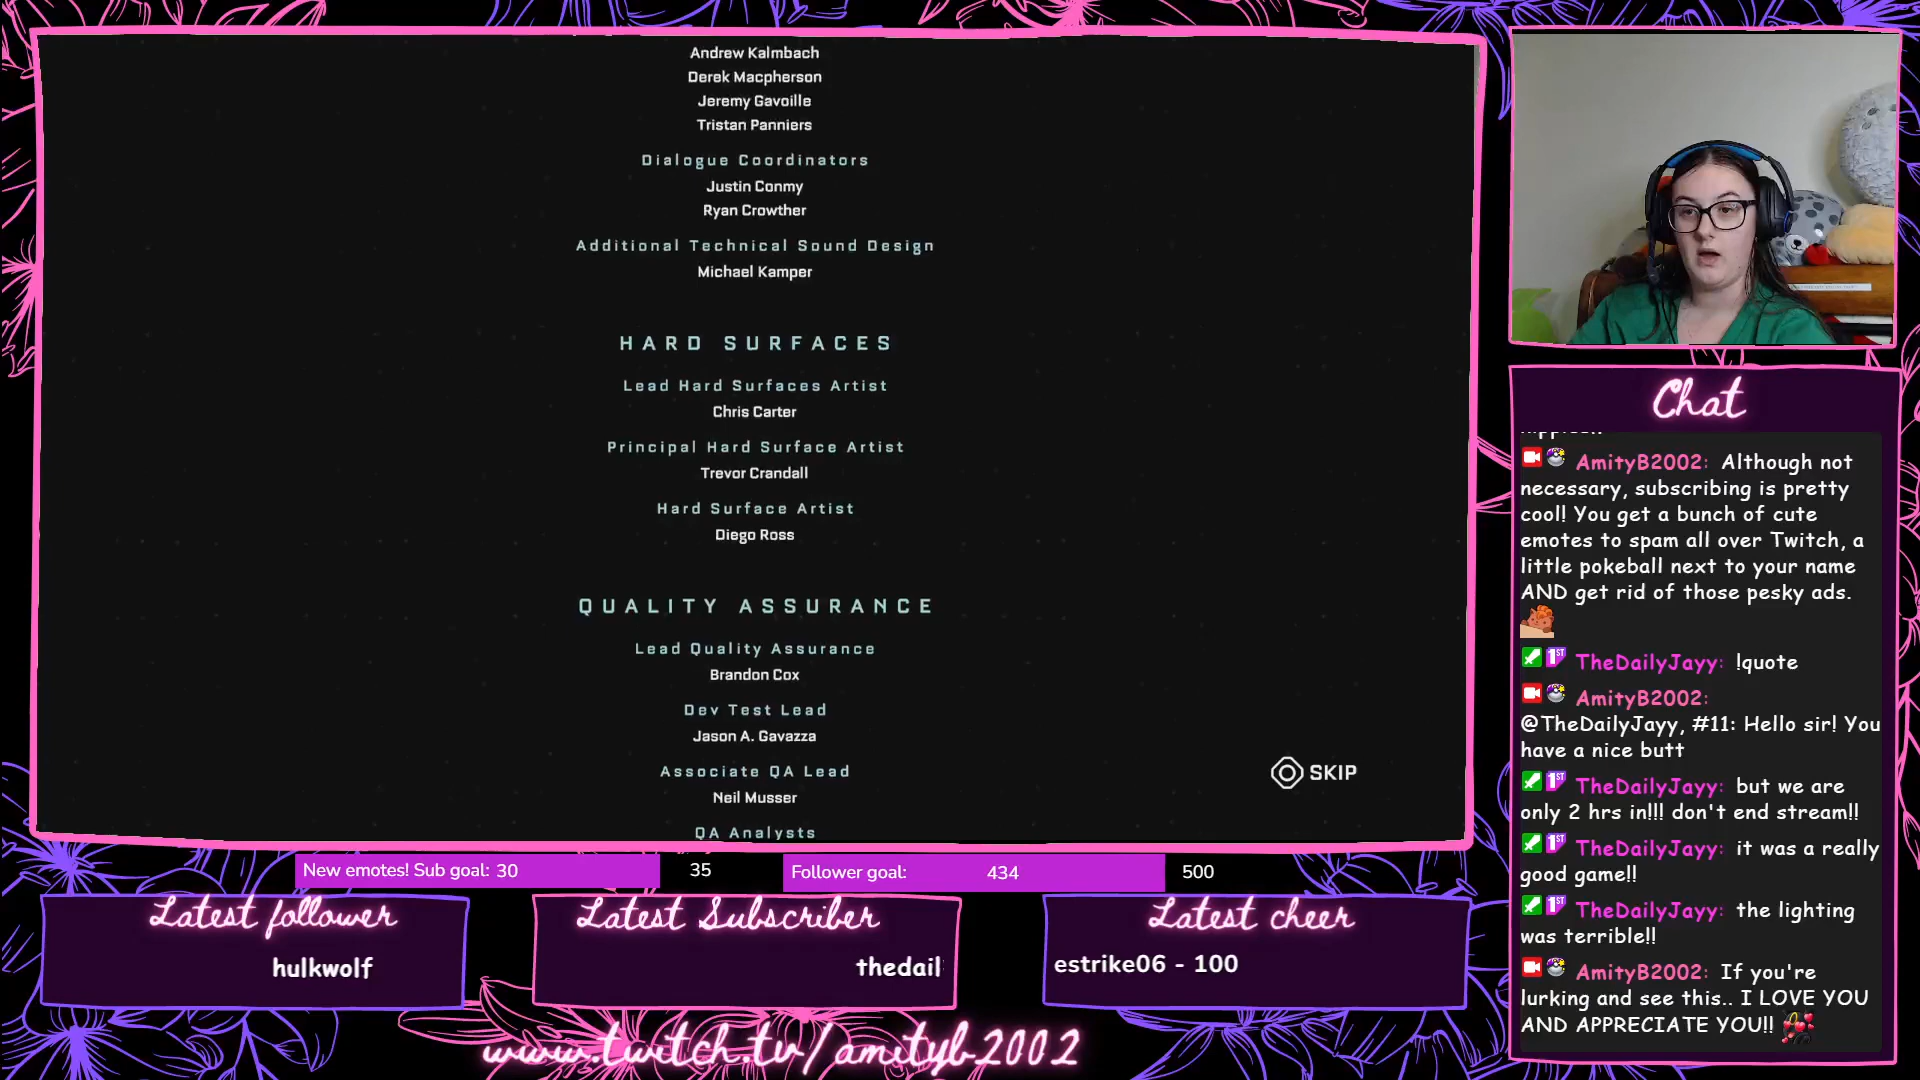 Andrew Kalmbach
Derek Macpherson
Jeremy Gavoille
Tristan Panniers
Dialogue Coordinators
Justin Conmy
Ryan Crowther
Additional Technical Sound Design
Michael Kamper
HARD SURFACES
Lead Hard Surfaces Artist
Chris Carter
Principal Hard Surface Artist
Trevor Crandall
Hard Surface Artist
Diego Ross
QUALITY ASSURANCE
Lead Quality Assurance
Brandon Cox
Dev Test Lead
Jason A. Gavazza
Associate QA Lead
Neil Musser
QA Analysts
SKIP
Chat
AmityB2002: Although not
necessary, subscribing is pretty
cool! You get a bunch of cute
emotes to spam all over Twitch, a
little pokeball next to your name
AND get rid of those pesky ads.
TheDailyJayy: !quote
AmityB2002:
@TheDailyJayy, #11: Hello sir! You
have a nice butt
TheDailyJayy: but we are
only 2 hrs in!!! don't end stream!!
TheDailyJayy: it was a really
good game!!
TheDailyJayy: the lighting
was terrible!!
AmityB2002: If you're
lurking and see this.. I LOVE YOU
AND APPRECIATE YOU!!
New emotes! Sub goal: 30 35
Follower goal: 434 500
Latest follower
hulkwolf
Latest Subscriber
thedail
Latest cheer
estrike06 - 100
www.twitch.tv/amityb2002